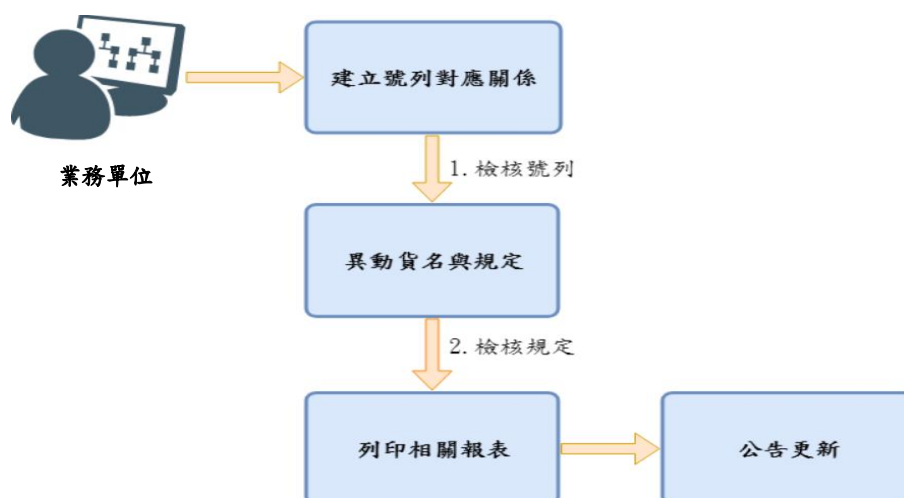 建立號列對應關係
業務單位
1.檢核號列
異動貨名與規定
2.檢核規定
列印相關報表
公告更新